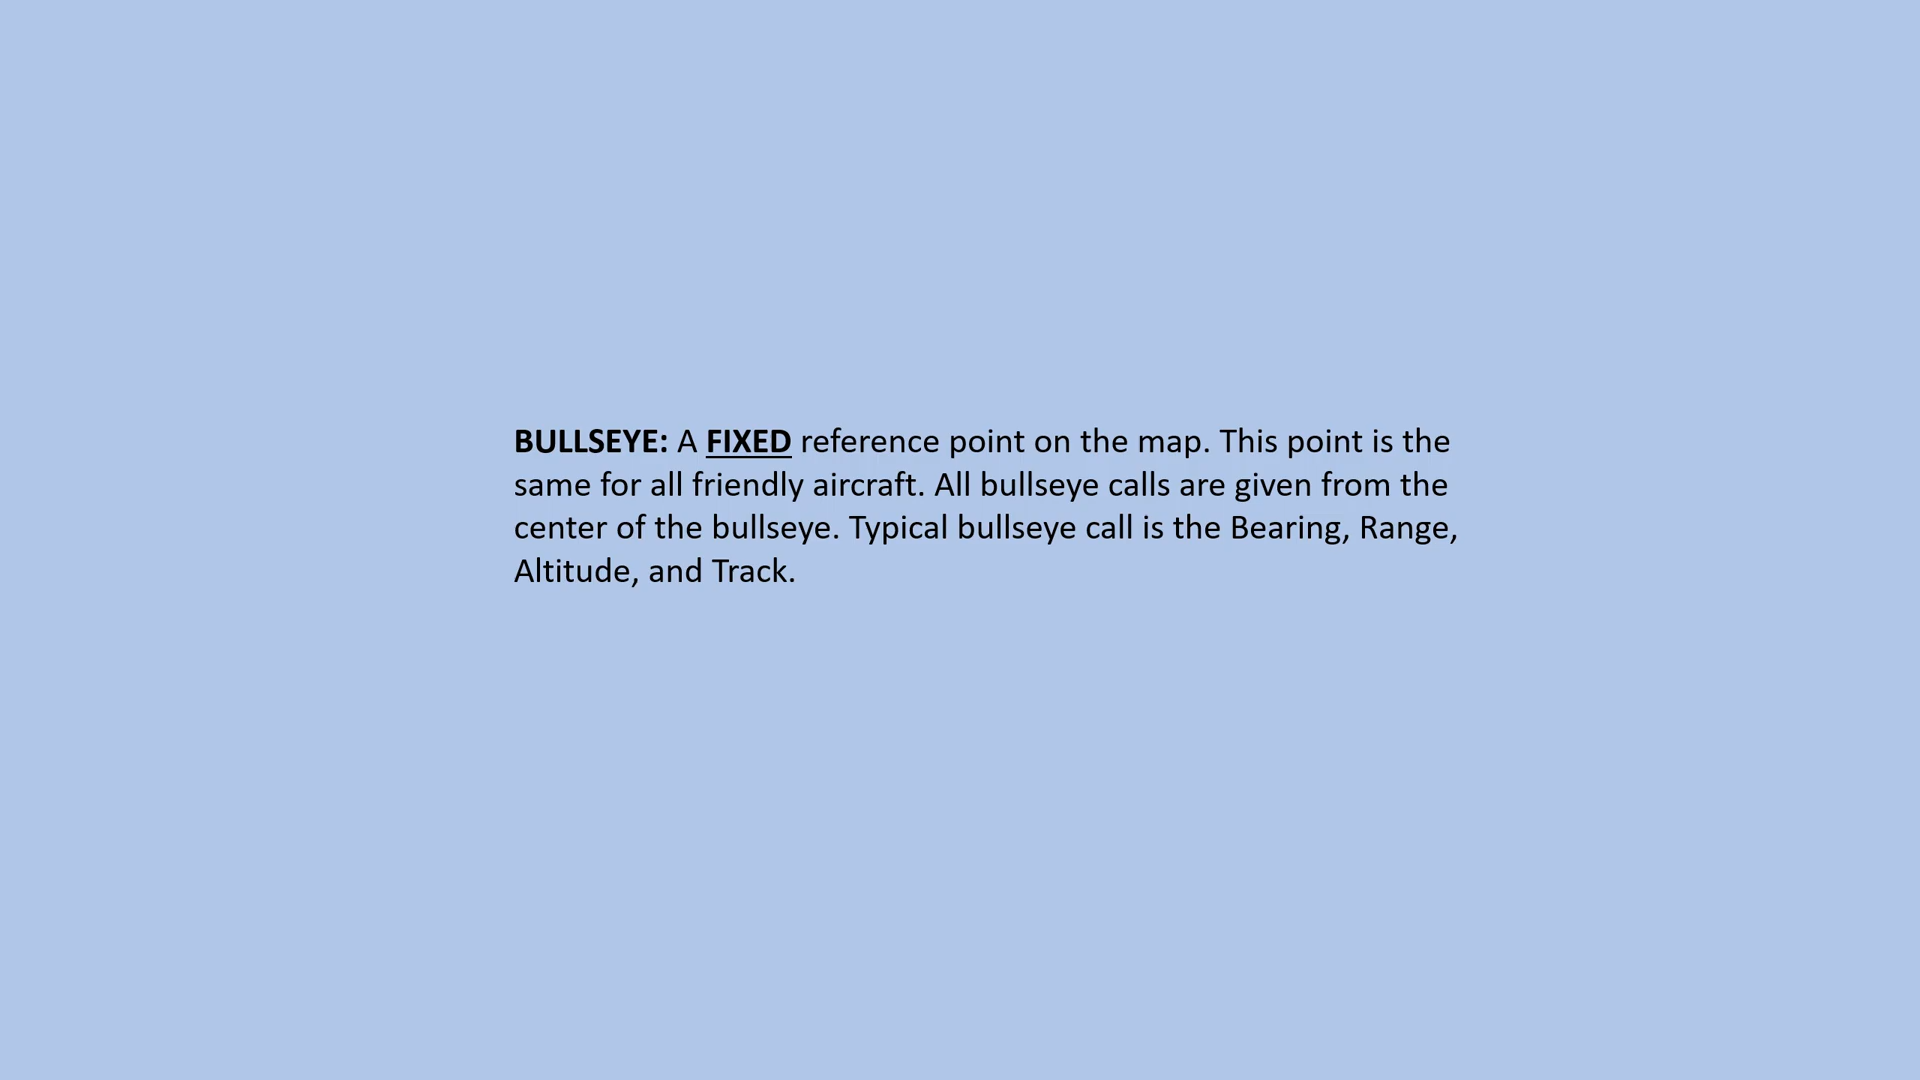 BULLSEYE: A FIXED reference point on the map. This point is the
same for all friendly aircraft. All bullseye calls are given from the
center of the bullseye. Typical bullseye call is the Bearing, Range,
Altitude, and Track.